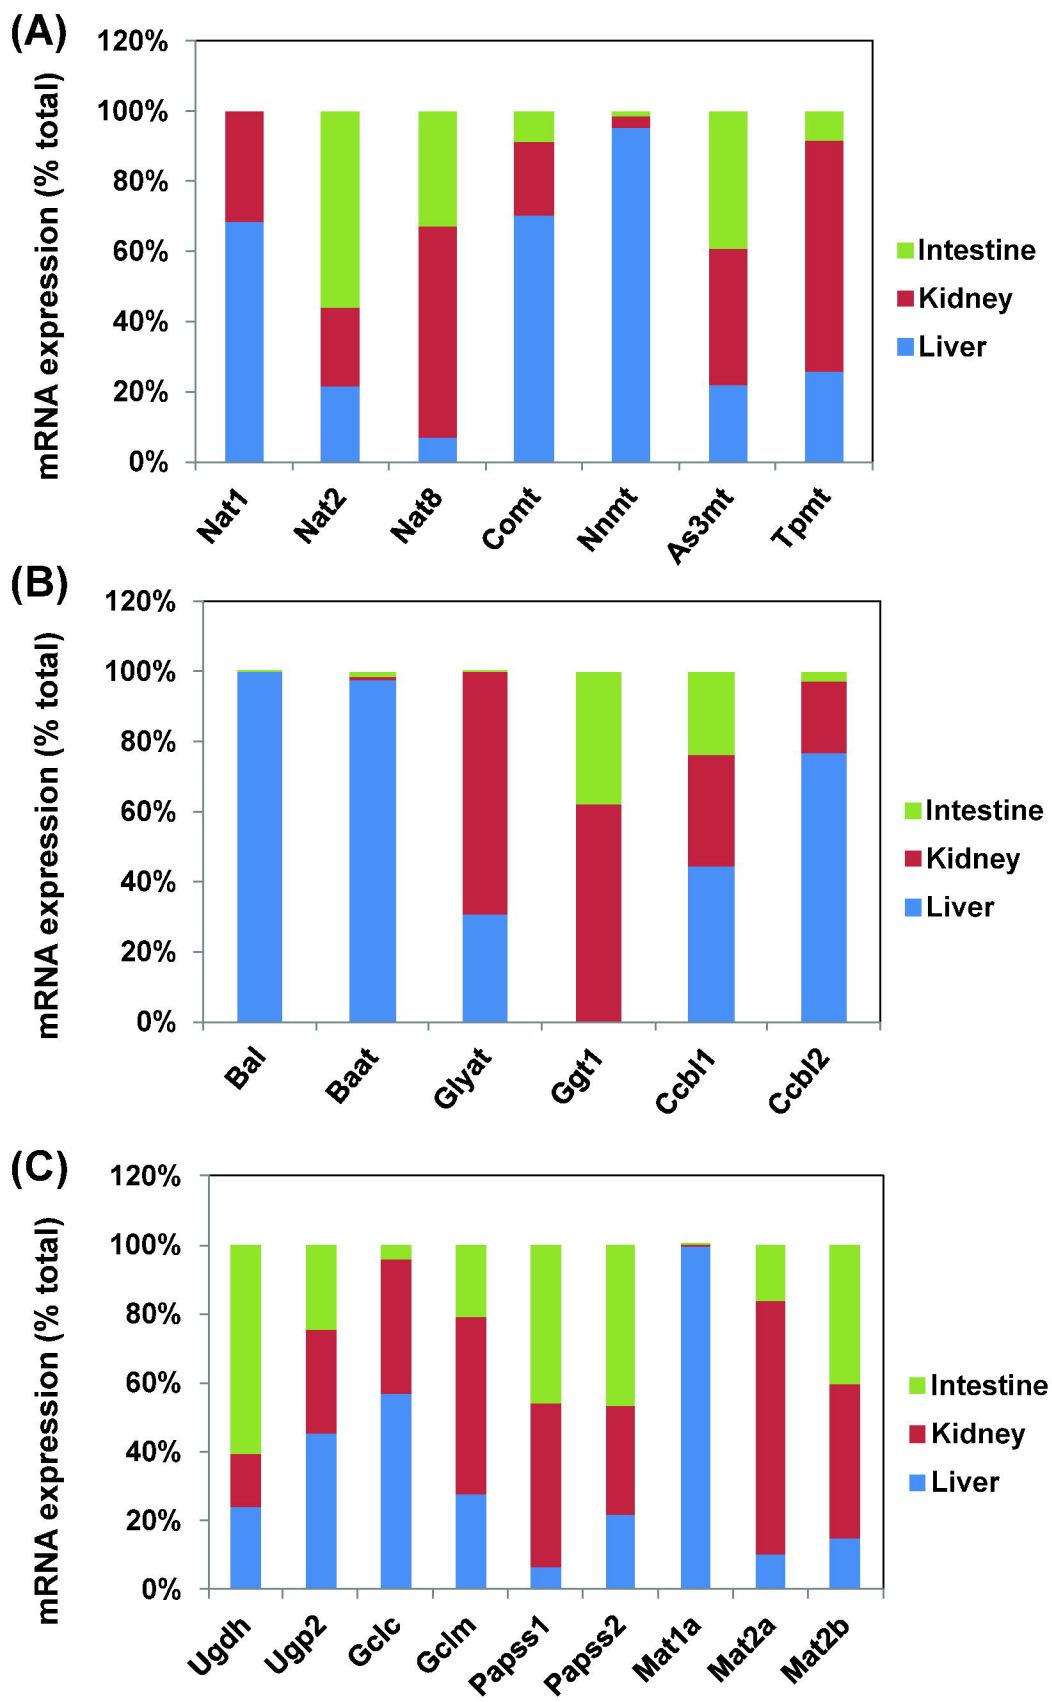 (A)
mRNA expression (% total)
120%
100%
80%
60%
40%
20%
0%
Nat1
Nat2
Nat8
Comt
Nnmt
As3mt
Tpmt
Intestine
Kidney
Liver
(B)
mRNA expression (% total)
120%
100%
80%
60%
40%
20%
0%
Bal
Baat
Glyat
Ggt1
Ccbl1
Ccbl2
Intestine
Kidney
Liver
(C)
mRNA expression (% total)
120%
100%
80%
60%
40%
20%
0%
Ugdh
Ugp2
Gclc
Gclm
Papss1
Papss2
Mat1a
Mat2a
Mat2b
Intestine
Kidney
Liver